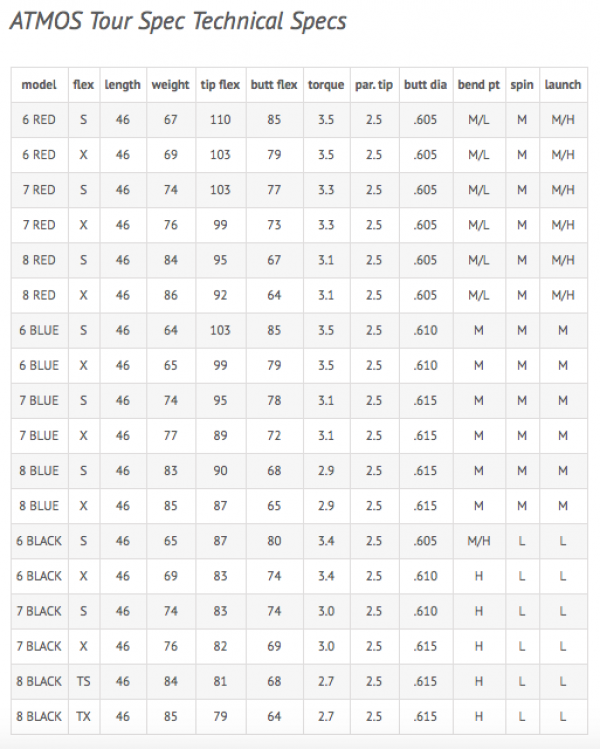 ATMOS Tour Spec Technical Specs
model flex length weight tip flex butt flex torque par. tip butt dia bend pt spin launch
6 RED S 46 67 110 85 3.5 2.5 .605 M/L M M/H
6 RED X 46 69 103 79 3.5 2.5 .605 M/L M M/H
7 RED S 46 74 103 77 3.3 2.5 .605 M/L M M/H
7 RED X 46 76 99 73 3.3 2.5 .605 M/L M M/H
8 RED S 46 84 95 67 3.1 2.5 .605 M/L M M/H
8 RED X 46 86 92 64 3.1 2.5 .605 M/L M M/H
6 BLUE S 46 64 103 85 3.5 2.5 .610 M M M
6 BLUE X 46 65 99 79 3.5 2.5 .610 M M M
7 BLUE S 46 74 95 78 3.1 2.5 .615 M M M
7 BLUE X 46 77 89 72 3.1 2.5 .615 M M M
8 BLUE S 46 83 90 68 2.9 2.5 .615 M M M
8 BLUE X 46 85 87 65 2.9 2.5 .615 M M M
6 BLACK S 46 65 87 80 3.4 2.5 .605 M/H L L
6 BLACK X 46 69 83 74 3.4 2.5 .610 H L L
7 BLACK S 46 74 83 74 3.0 2.5 .610 H L L
7 BLACK X 46 76 82 69 3.0 2.5 .615 H L L
8 BLACK TS 46 84 81 68 2.7 2.5 .615 H L L
8 BLACK TX 46 85 79 64 2.7 2.5 .615 H L L